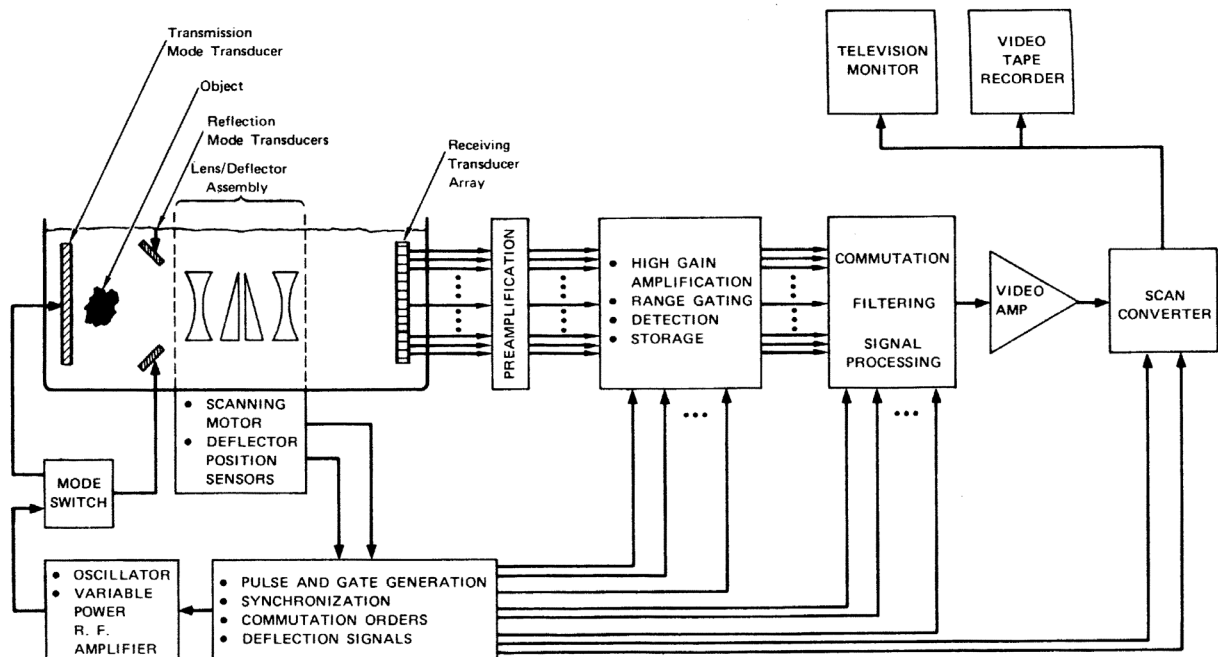 Transmission
Mode Transducer
Object
Reflection
Mode Transducers
Lens/Deflector
Assembly
Receiving
Transducer
Array
TELEVISION
MONITOR
VIDEO
TAPE
RECORDER
PREAMPLIFICATION
• HIGH GAIN
AMPLIFICATION
• RANGE GATING
• DETECTION
• STORAGE
COMMUTATION
FILTERING
SIGNAL
PROCESSING
VIDEO
AMP
SCAN
CONVERTER
• SCANNING
MOTOR
• DEFLECTOR
POSITION
SENSORS
MODE
SWITCH
• OSCILLATOR
• VARIABLE
POWER
R. F.
AMPLIFIER
• PULSE AND GATE GENERATION
• SYNCHRONIZATION
• COMMUTATION ORDERS
• DEFLECTION SIGNALS